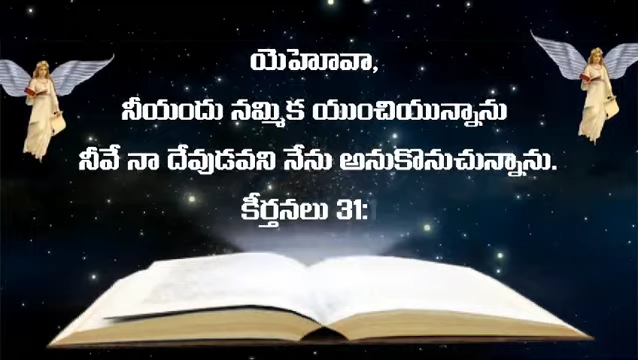 యెహోవా,
నీయందు నమ్మిక యుంచియున్నాను
నీవే నా దేవుడవని నేను అనుకొనుచున్నాను.
కీర్తనలు 31: